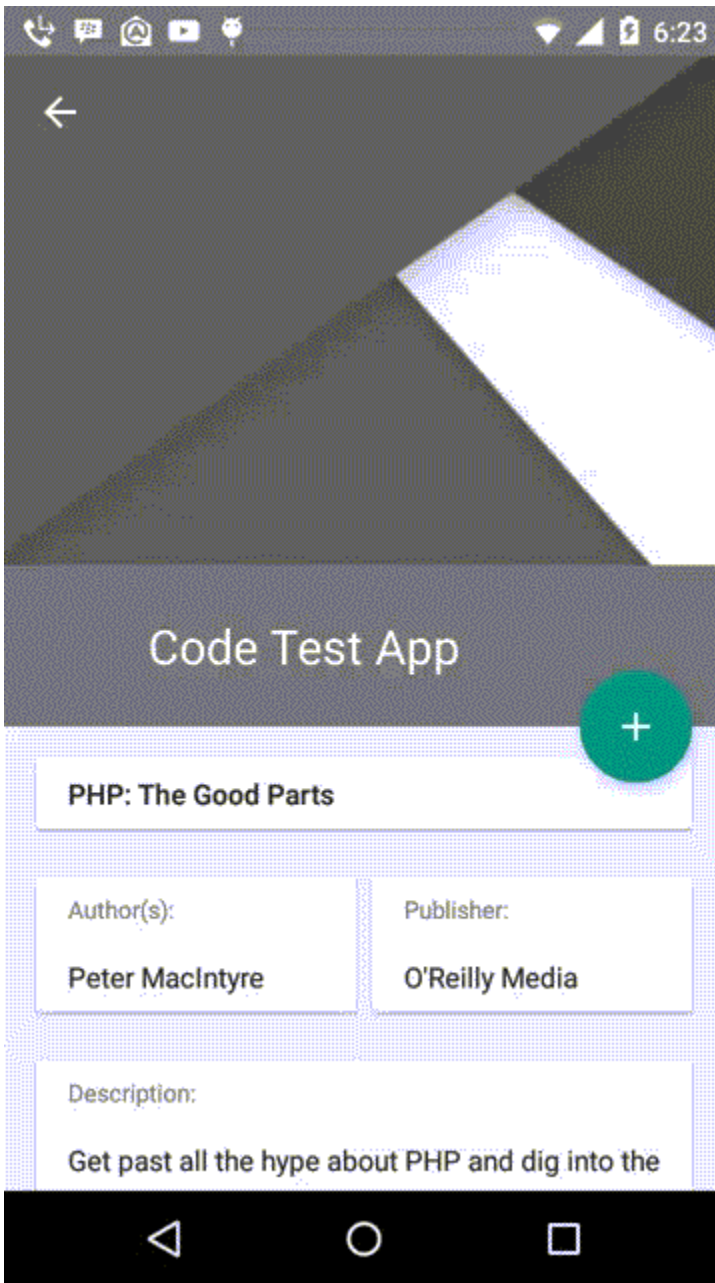 6:23
Code Test App
PHP: The Good Parts
Author(s):
Publisher:
Peter MacIntyre
O'Reilly Media
Description:
Get past all the hype about PHP and dig into the